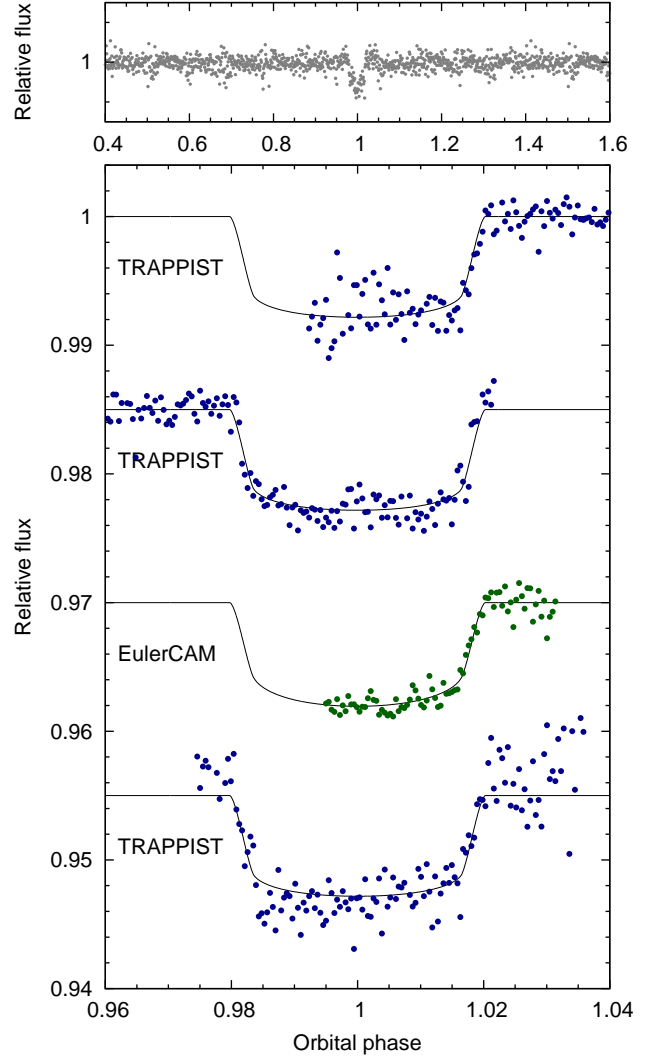 Relative flux
1
0.4 0.6 0.8 1 1.2 1.4 1.6
1
TRAPPIST
0.99
TRAPPIST
0.98
Relative flux
0.97
EulerCAM
0.96
TRAPPIST
0.95
0.94
0.96 0.98 1 1.02 1.04
Orbital phase